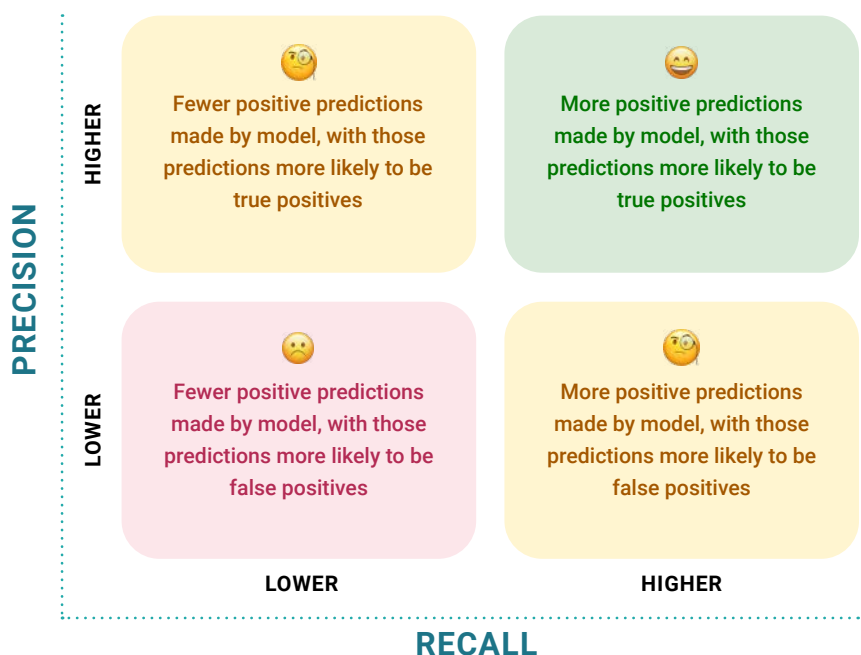 PRECISION
HIGHER
Fewer positive predictions
made by model, with those
predictions more likely to be
true positives
More positive predictions
made by model, with those
predictions more likely to be
true positives
LOWER
Fewer positive predictions
made by model, with those
predictions more likely to be
false positives
More positive predictions
made by model, with those
predictions more likely to be
false positives
LOWER
HIGHER
RECALL